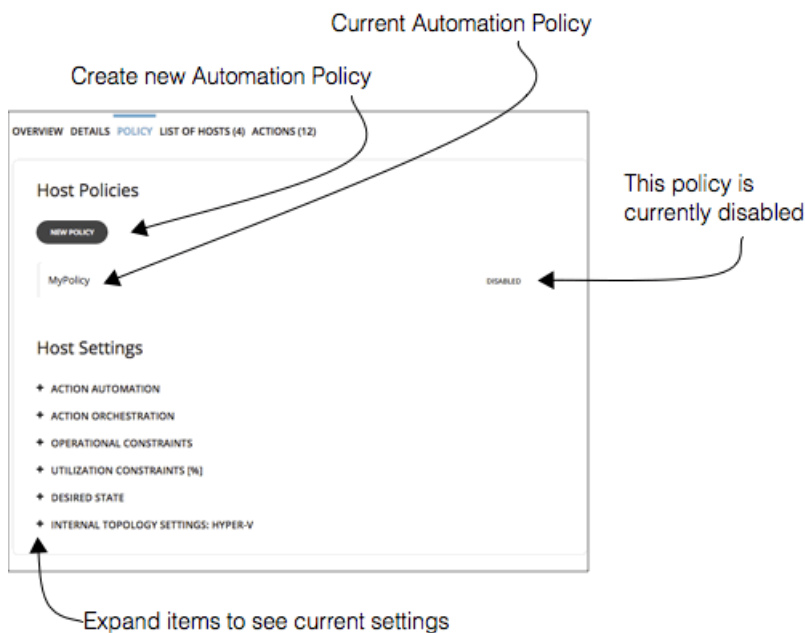 Current Automation Policy
Create new Automation Policy
OVERVIEW DETAILS POLICY LIST OF HOSTS (4) ACTIONS (12)
Host Policies
NEW POLICY
This policy is
currently disabled
MyPolicy
DISABLED
Host Settings
+ ACTION AUTOMATION
+ ACTION ORCHESTRATION
+ OPERATIONAL CONSTRAINTS
+ UTILIZATION CONSTRAINTS [%]
+ DESIRED STATE
+ INTERNAL TOPOLOGY SETTINGS: HYPER-V
Expand items to see current settings